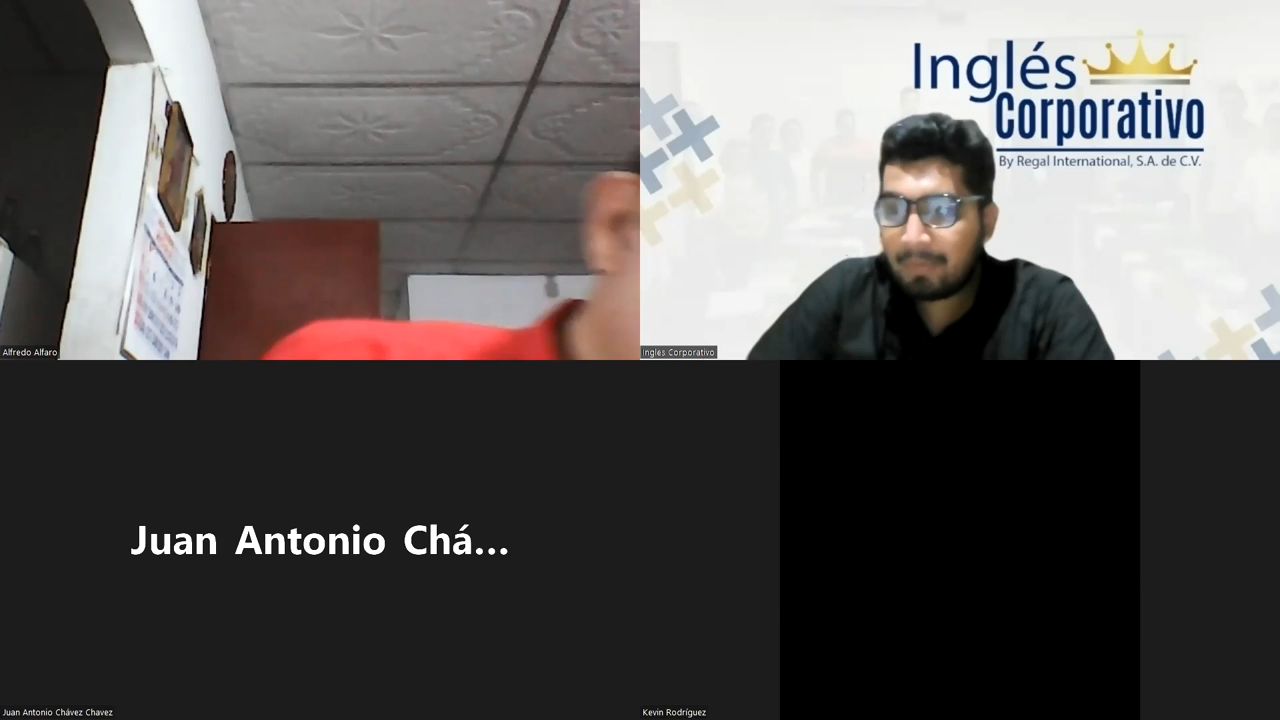 Inglés
Corporativo
By Regal International, S.A. de C.V.
Alfredo Alfaro
Ingles Corporativo
Juan Antonio Chá...
Juan Antonio Chávez Chavez
Kevin Rodríguez